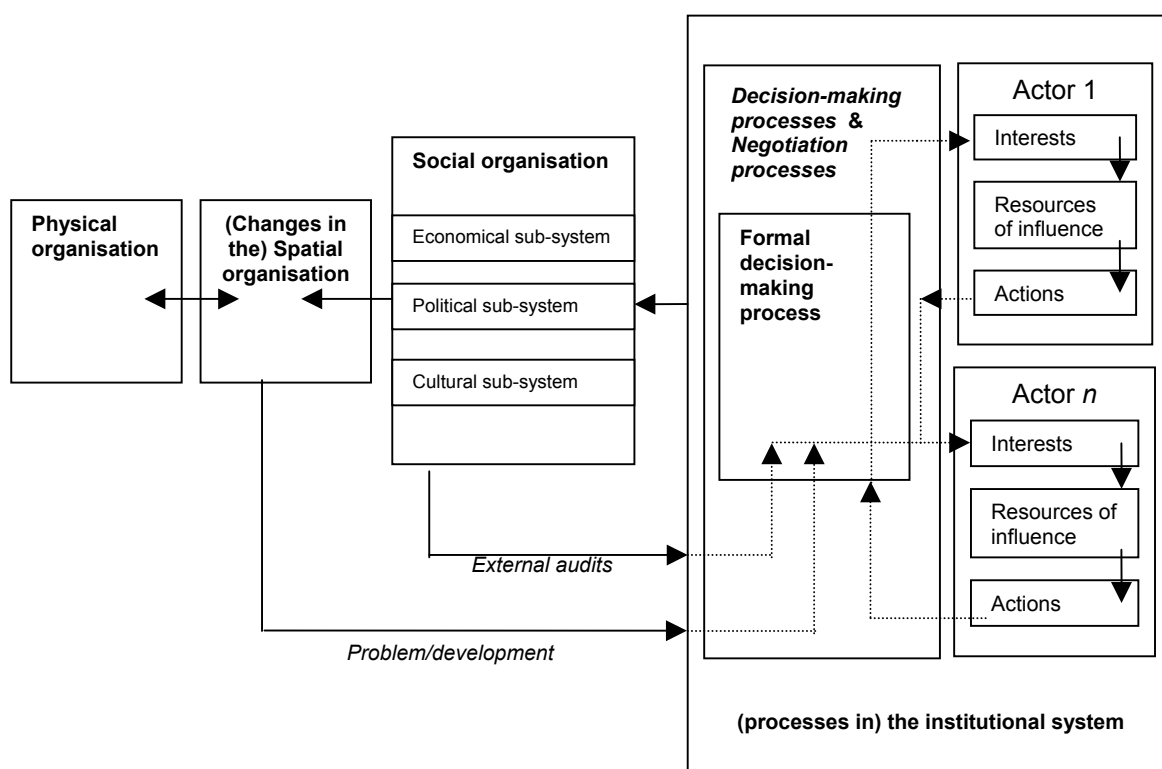 Physical
organisation
(Changes in
the) Spatial
organisation
Social organisation
Economical sub-system
Political sub-system
Cultural sub-system
External audits
Problem/development
Decision-making
processes &
Negotiation
processes
Formal
decision-
making
process
Actor 1
Interests
Resources
of influence
Actions
Actor n
Interests
Resources of
influence
Actions
(processes in) the institutional system